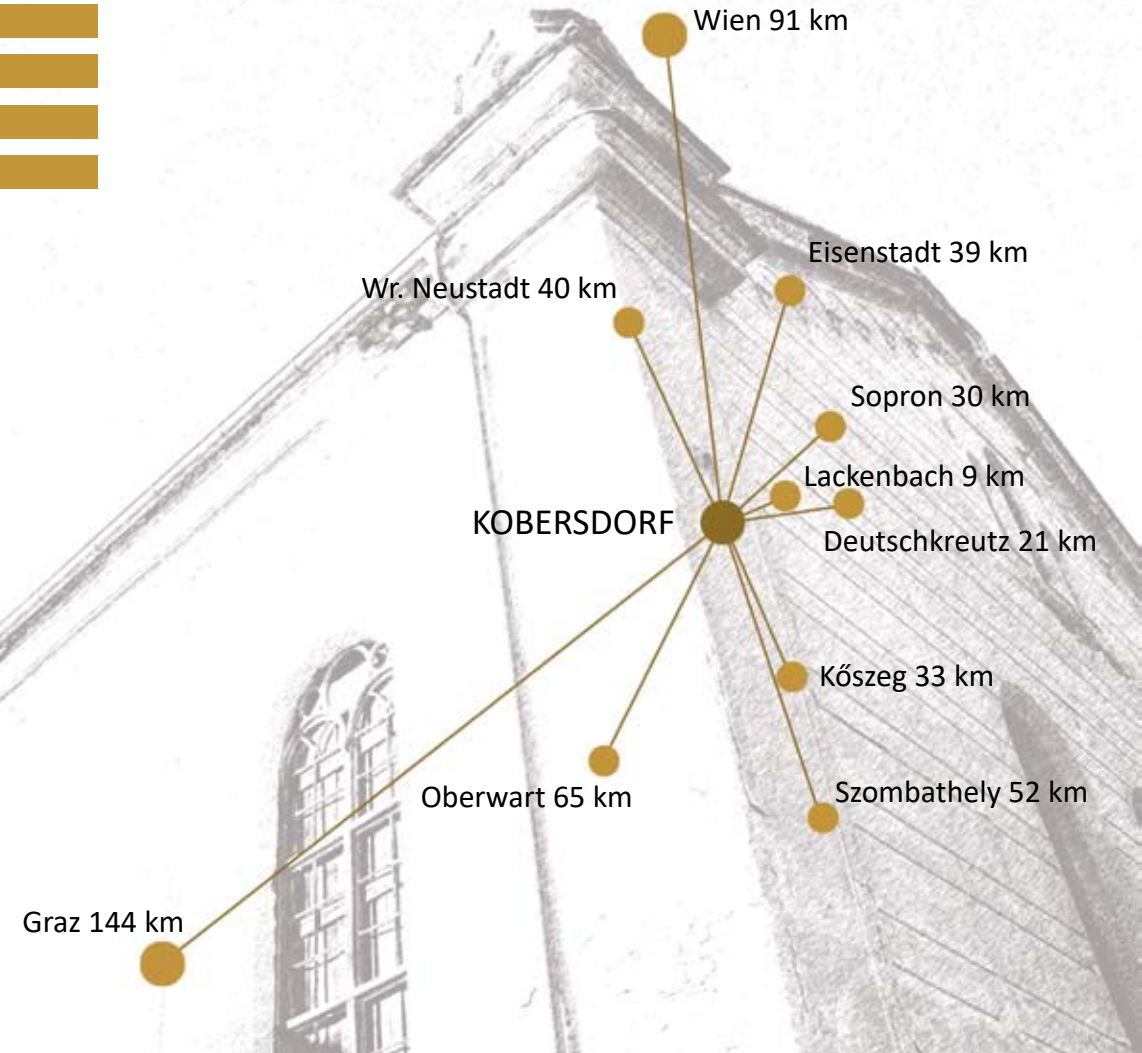 Wien 91 km
Eisenstadt 39 km
Wr. Neustadt 40 km
Sopron 30 km
Lackenbach 9 km
KOBERSDORF
Deutschkreutz 21 km
Kőszeg 33 km
Oberwart 65 km
Szombathely 52 km
Graz 144 km